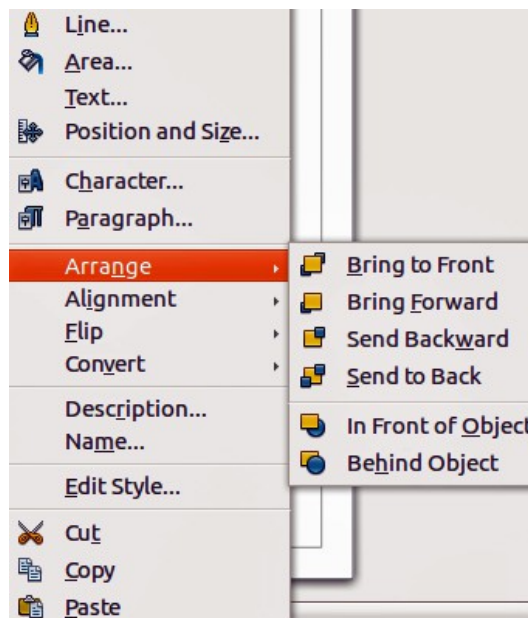 Line...
Area...
Text...
Position and Size...
Character...
Paragraph...
Arrange
Alignment
Flip
Convert
Description...
Name...
Edit Style...
Cut
Copy
Paste
Bring to Front
Bring Forward
Send Backward
Send to Back
In Front of Object
Behind Object